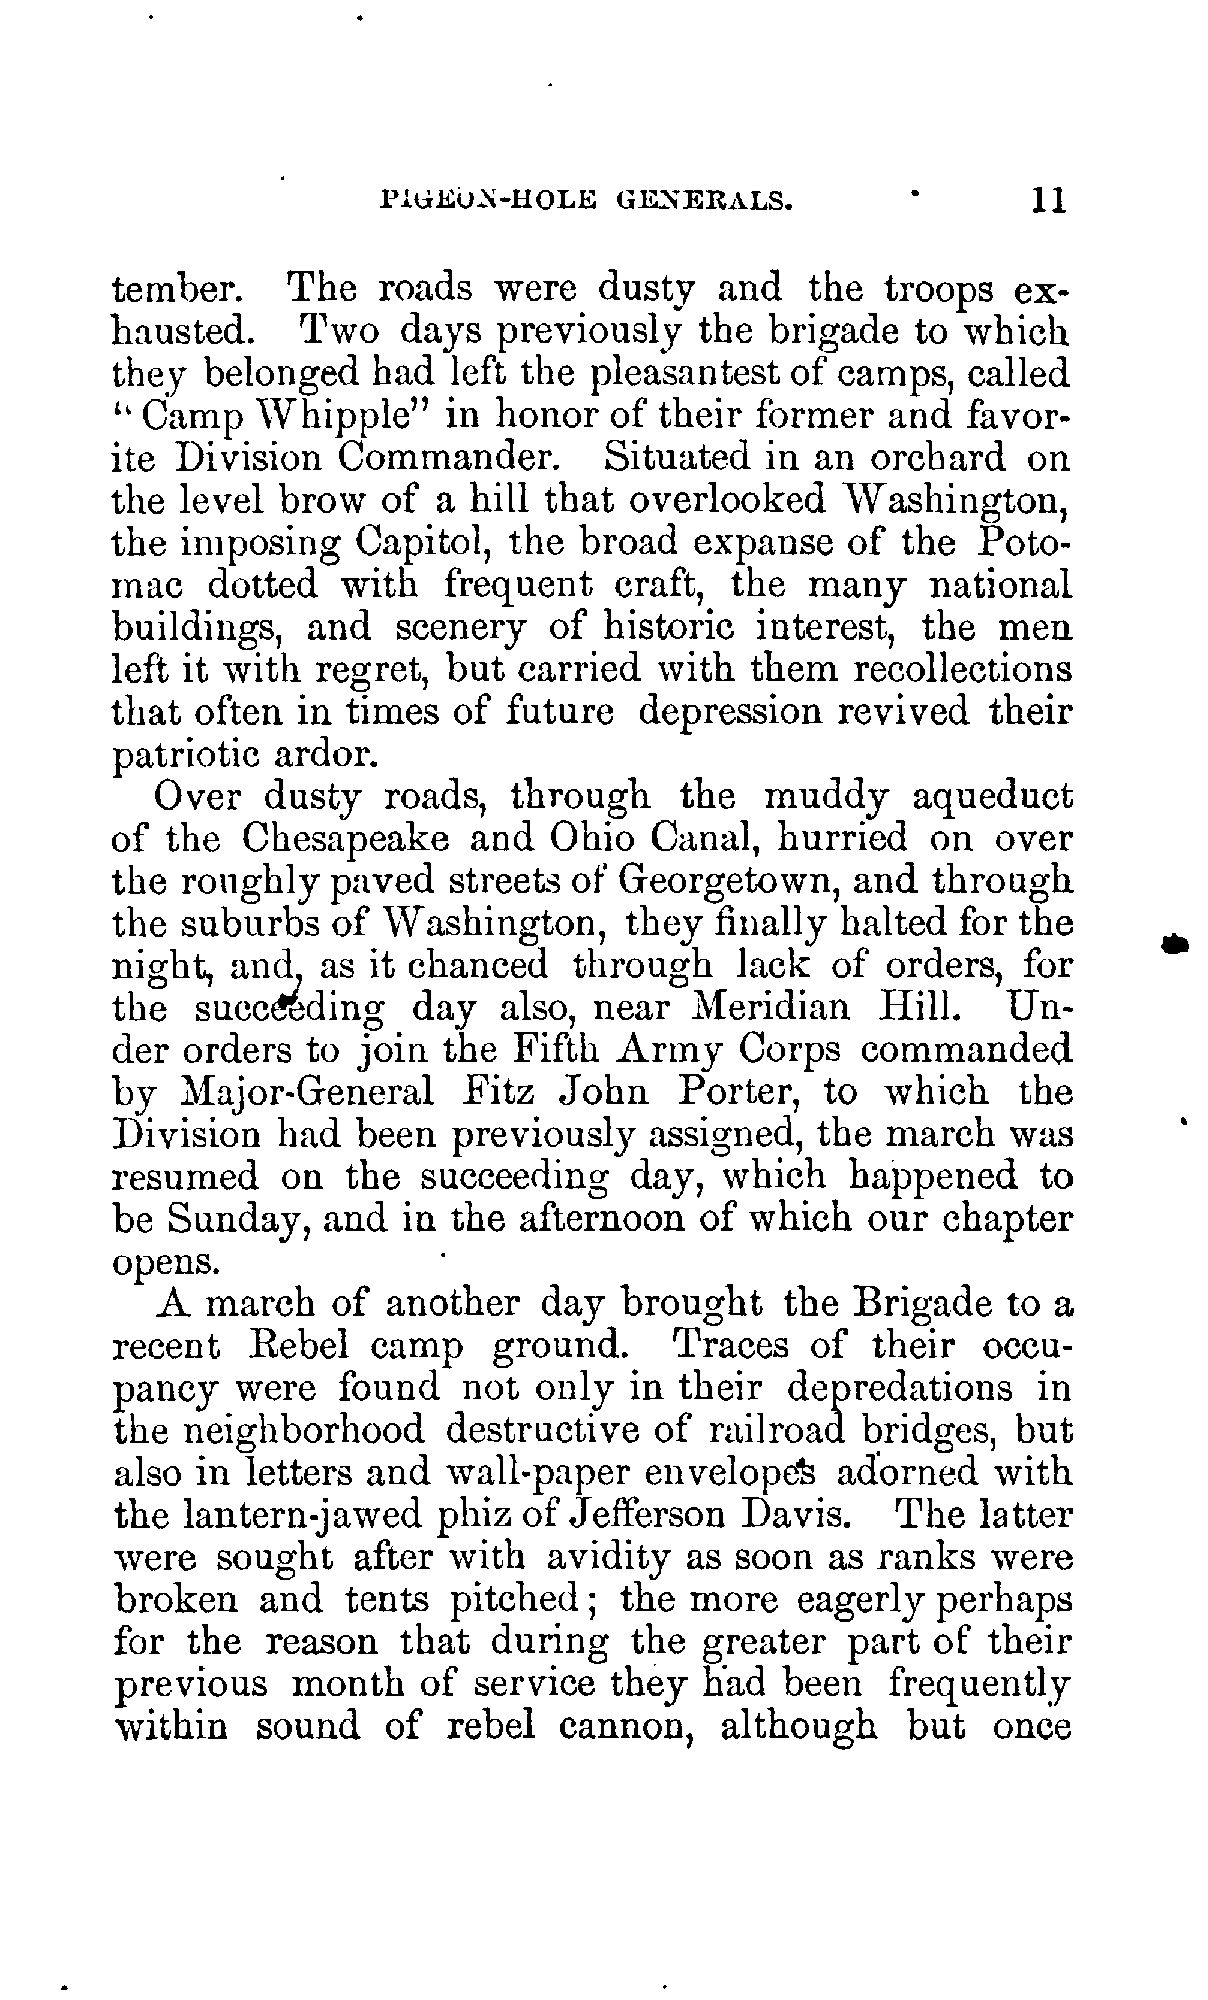 PIGEON-HOLE GENERALS. 11
tember. The roads were dusty and the troops ex-
hausted. Two days previously the brigade to which
they belonged had left the pleasantest of camps, called
“Camp Whipple” in honor of their former and favor-
ite Division Commander. Situated in an orchard on
the level brow of a hill that overlooked Washington,
the imposing Capitol, the broad expanse of the Poto-
mac dotted with frequent craft, the many national
buildings, and scenery of historic interest, the men
left it with regret, but carried with them recollections
that often in times of future depression revived their
patriotic ardor.
Over dusty roads, through the muddy aqueduct
of the Chesapeake and Ohio Canal, hurried on over
the roughly paved streets of Georgetown, and through
the suburbs of Washington, they finally halted for the
night, and, as it chanced through lack of orders, for
the succeeding day also, near Meridian Hill. Un-
der orders to join the Fifth Army Corps commanded
by Major-General Fitz John Porter, to which the
Division had been previously assigned, the march was
resumed on the succeeding day, which happened to
be Sunday, and in the afternoon of which our chapter
opens.
A march of another day brought the Brigade to a
recent Rebel camp ground. Traces of their occu-
pancy were found not only in their depredations in
the neighborhood destructive of railroad bridges, but
also in letters and wall-paper envelopes adorned with
the lantern-jawed phiz of Jefferson Davis. The latter
were sought after with avidity as soon as ranks were
broken and tents pitched; the more eagerly perhaps
for the reason that during the greater part of their
previous month of service they had been frequently
within sound of rebel cannon, although but once